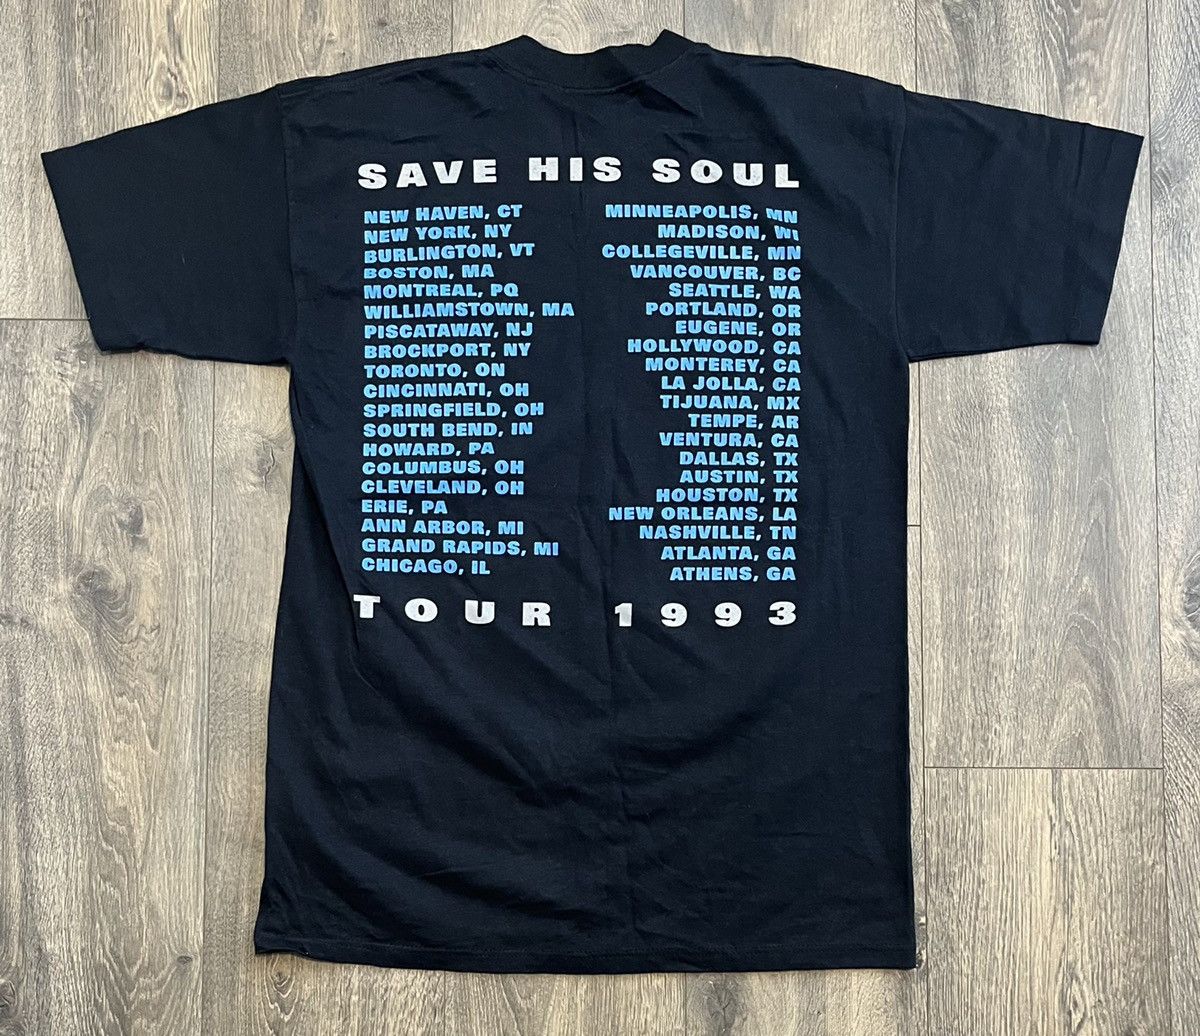 SAVE HIS SOUL
NEW HAVEN, CT
NEW YORK, NY
BURLINGTON, VT
BOSTON, MA
MONTREAL, PQ
WILLIAMSTOWN, MA
PISCATAWAY, NJ
BROCKPORT, NY
TORONTO, ON
CINCINNATI, OH
SPRINGFIELD, OH
SOUTH BEND, IN
HOWARD, PA
COLUMBUS, OH
CLEVELAND, OH
ERIE, PA
ANN ARBOR, MI
GRAND RAPIDS, MI
CHICAGO, IL
MINNEAPOLIS, MN
MADISON, WI
COLLEGEVILLE, MN
VANCOUVER, BC
SEATTLE, WA
PORTLAND, OR
EUGENE, OR
HOLLYWOOD, CA
MONTEREY, CA
LA JOLLA, CA
TIJUANA, MX
TEMPE, AR
VENTURA, CA
DALLAS, TX
AUSTIN, TX
HOUSTON, TX
NEW ORLEANS, LA
NASHVILLE, TN
ATLANTA, GA
ATHENS, GA
TOUR 1993